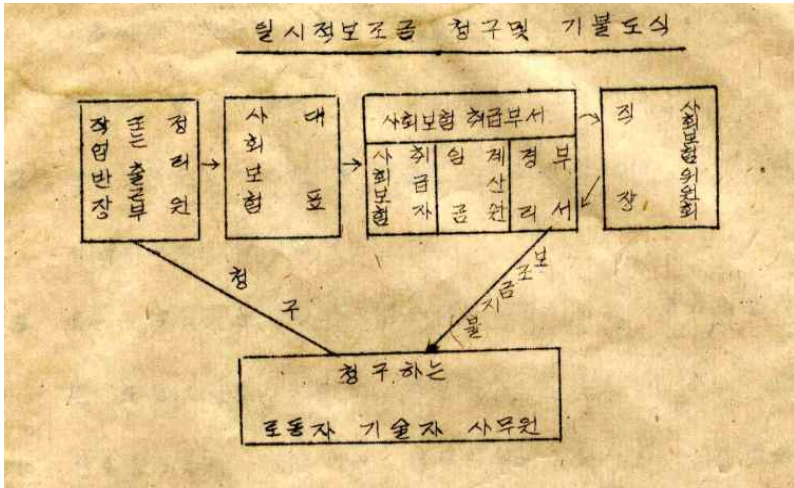 일시적보조금 청구및 기불도식
작업반장 또는 출근부 정리원
사회보험 대표
사회보험 취급부서
사회보험 취급자
임금 계산원
경리 부서
직장 사회보험위원회
청구
보조금지불
청구하는
로동자 기술자 사무원